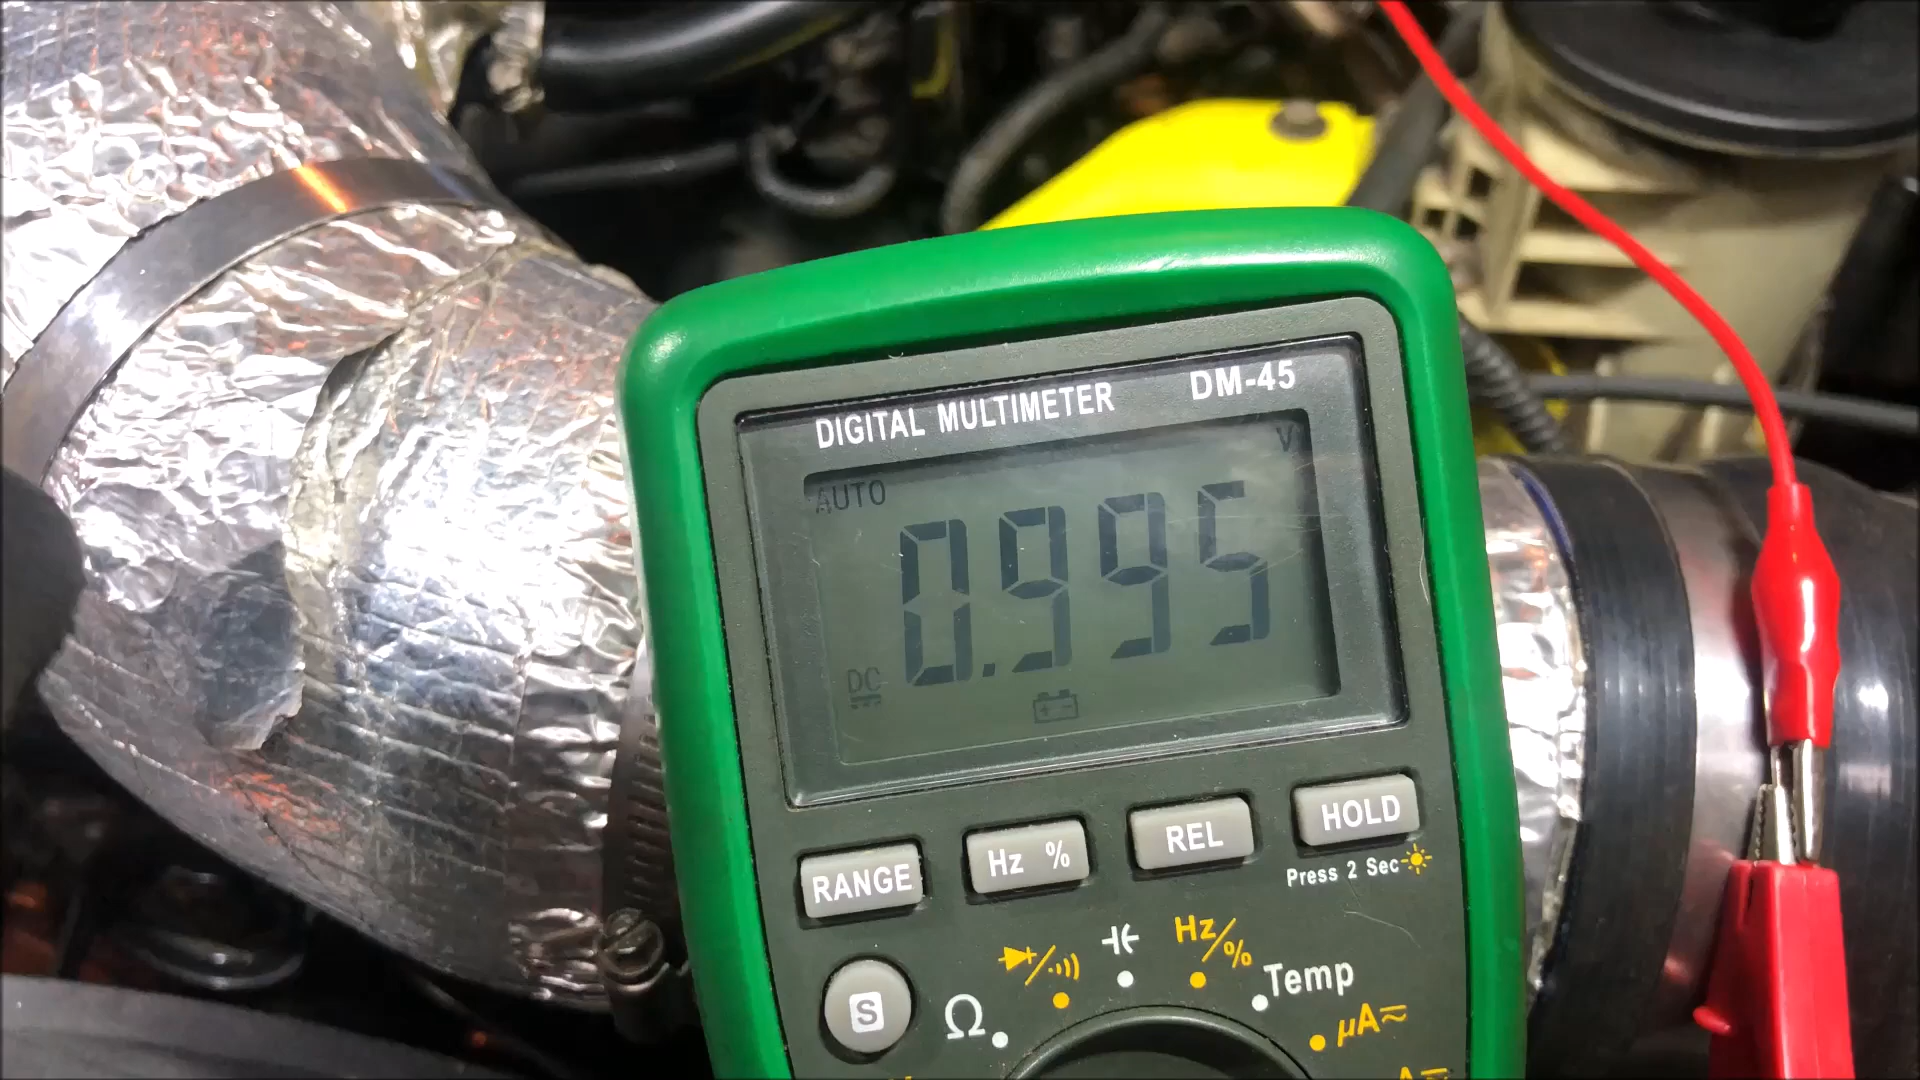 DIGITAL MULTIMETER DM-45
AUTO
V
0.995
DC
RANGE
Hz %
REL
HOLD
Press 2 Sec
S
Ω
Hz/%
Temp
μA